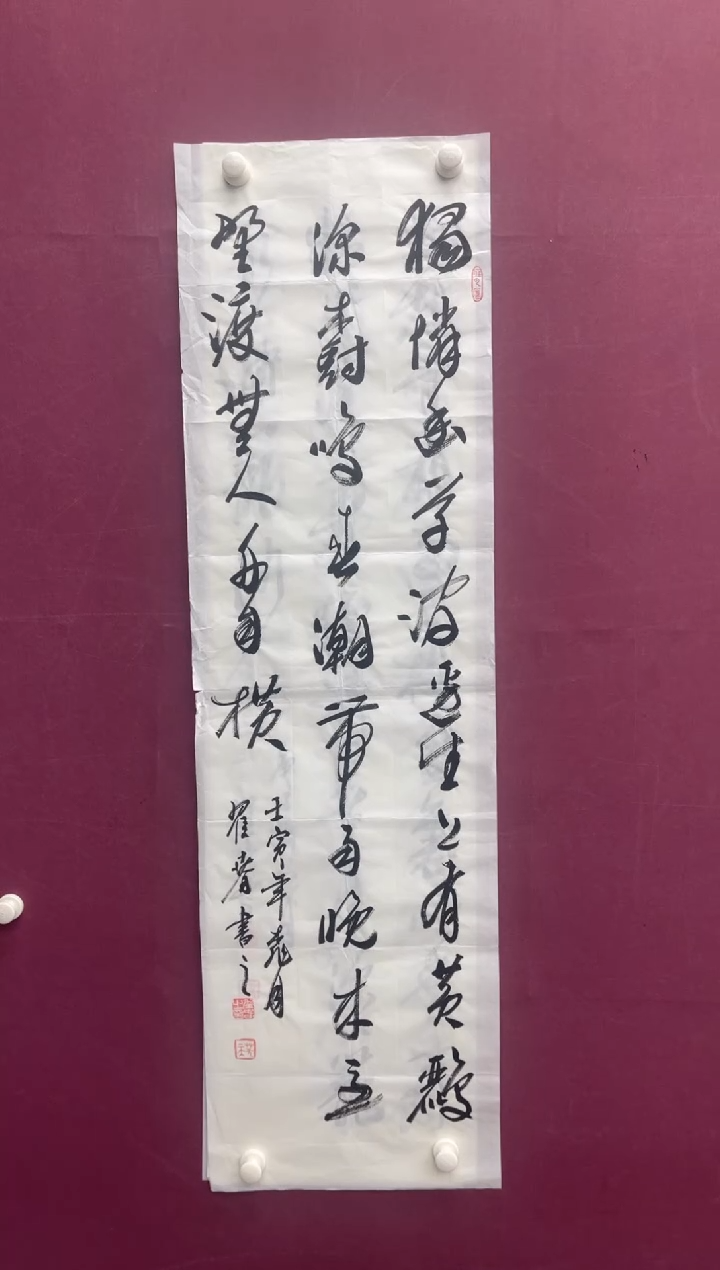 獨憐幽草澗邊生上有黃鸝
深樹鳴春潮帶雨晚來急
野渡無人舟自橫
壬寅年月
書之